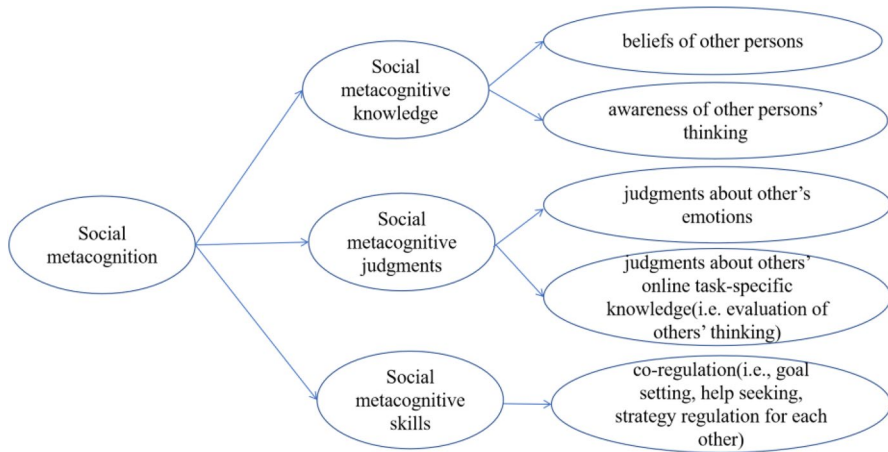 beliefs of other persons
Social
metacognitive
knowledge
awareness of other persons’
thinking
Social
metacognition
Social
metacognitive
judgments
judgments about other’s
emotions
judgments about others’
online task-specific
knowledge(i.e. evaluation of
others’ thinking)
Social
metacognitive
skills
co-regulation(i.e., goal
setting, help seeking,
strategy regulation for each
other)